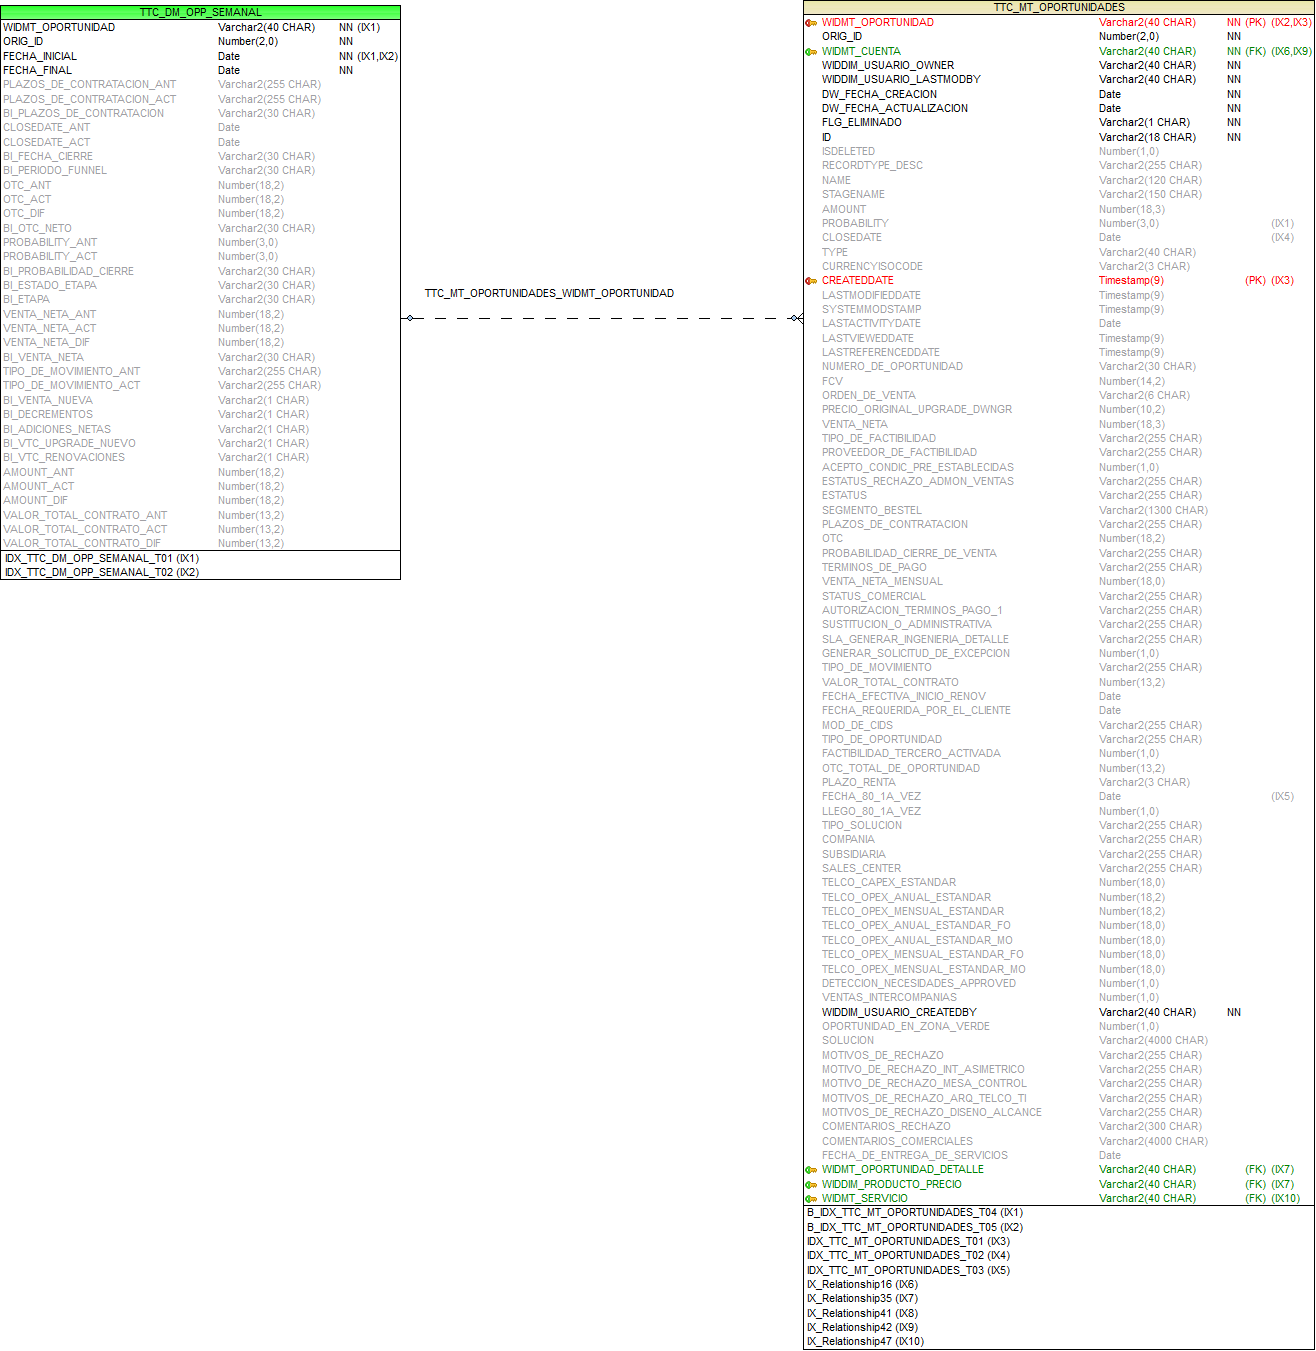 TTC_DM_OPP_SEMANAL
WIDMT_OPORTUNIDAD Varchar2(40 CHAR) NN (IX1)
ORIG_ID Number(2,0) NN
FECHA_INICIAL Date NN (IX1,IX2)
FECHA_FINAL Date NN
PLAZOS_DE_CONTRATACION_ANT Varchar2(255 CHAR)
PLAZOS_DE_CONTRATACION_ACT Varchar2(255 CHAR)
BI_PLAZOS_DE_CONTRATACION Varchar2(30 CHAR)
CLOSEDATE_ANT Date
CLOSEDATE_ACT Date
BI_FECHA_CIERRE Varchar2(30 CHAR)
BI_PERIODO_FUNNEL Varchar2(30 CHAR)
OTC_ANT Number(18,2)
OTC_ACT Number(18,2)
OTC_DIF Number(18,2)
BI_OTC_NETO Varchar2(30 CHAR)
PROBABILITY_ANT Number(3,0)
PROBABILITY_ACT Number(3,0)
BI_PROBABILIDAD_CIERRE Varchar2(30 CHAR)
BI_ESTADO_ETAPA Varchar2(30 CHAR)
BI_ETAPA Varchar2(30 CHAR)
VENTA_NETA_ANT Number(18,2)
VENTA_NETA_ACT Number(18,2)
VENTA_NETA_DIF Number(18,2)
BI_VENTA_NETA Varchar2(30 CHAR)
TIPO_DE_MOVIMIENTO_ANT Varchar2(255 CHAR)
TIPO_DE_MOVIMIENTO_ACT Varchar2(255 CHAR)
BI_VENTA_NUEVA Varchar2(1 CHAR)
BI_DECREMENTOS Varchar2(1 CHAR)
BI_ADICIONES_NETAS Varchar2(1 CHAR)
BI_VTC_UPGRADE_NUEVO Varchar2(1 CHAR)
BI_VTC_RENOVACIONES Varchar2(1 CHAR)
AMOUNT_ANT Number(18,2)
AMOUNT_ACT Number(18,2)
AMOUNT_DIF Number(18,2)
VALOR_TOTAL_CONTRATO_ANT Number(13,2)
VALOR_TOTAL_CONTRATO_ACT Number(13,2)
VALOR_TOTAL_CONTRATO_DIF Number(13,2)
IDX_TTC_DM_OPP_SEMANAL_T01 (IX1)
IDX_TTC_DM_OPP_SEMANAL_T02 (IX2)
TTC_MT_OPORTUNIDADES_WIDMT_OPORTUNIDAD
TTC_MT_OPORTUNIDADES
WIDMT_OPORTUNIDAD Varchar2(40 CHAR) NN (PK) (IX2,IX3)
ORIG_ID Number(2,0) NN
WIDMT_CUENTA Varchar2(40 CHAR) NN (FK) (IX6,IX9)
WIDDIM_USUARIO_OWNER Varchar2(40 CHAR) NN
WIDDIM_USUARIO_LASTMODBY Varchar2(40 CHAR) NN
DW_FECHA_CREACION Date NN
DW_FECHA_ACTUALIZACION Date NN
FLG_ELIMINADO Varchar2(1 CHAR) NN
ID Varchar2(18 CHAR) NN
ISDELETED Number(1,0)
RECORDTYPE_DESC Varchar2(255 CHAR)
NAME Varchar2(120 CHAR)
STAGENAME Varchar2(150 CHAR)
AMOUNT Number(18,3)
PROBABILITY Number(3,0) (IX1)
CLOSEDATE Date (IX4)
TYPE Varchar2(40 CHAR)
CURRENCYISOCODE Varchar2(3 CHAR)
CREATEDDATE Timestamp(9) (PK) (IX3)
LASTMODIFIEDDATE Timestamp(9)
SYSTEMMODSTAMP Timestamp(9)
LASTACTIVITYDATE Date
LASTVIEWEDDATE Timestamp(9)
LASTREFERENCEDDATE Timestamp(9)
NUMERO_DE_OPORTUNIDAD Varchar2(30 CHAR)
FCV Number(14,2)
ORDEN_DE_VENTA Varchar2(6 CHAR)
PRECIO_ORIGINAL_UPGRADE_DWNGR Number(10,2)
VENTA_NETA Number(18,3)
TIPO_DE_FACTIBILIDAD Varchar2(255 CHAR)
PROVEEDOR_DE_FACTIBILIDAD Varchar2(255 CHAR)
ACEPTO_CONDIC_PRE_ESTABLECIDAS Number(1,0)
ESTATUS_RECHAZO_ADMON_VENTAS Varchar2(255 CHAR)
ESTATUS Varchar2(255 CHAR)
SEGMENTO_BESTEL Varchar2(1300 CHAR)
PLAZOS_DE_CONTRATACION Varchar2(255 CHAR)
OTC Number(18,2)
PROBABILIDAD_CIERRE_DE_VENTA Varchar2(255 CHAR)
TERMINOS_DE_PAGO Varchar2(255 CHAR)
VENTA_NETA_MENSUAL Number(18,0)
STATUS_COMERCIAL Varchar2(255 CHAR)
AUTORIZACION_TERMINOS_PAGO_1 Varchar2(255 CHAR)
SUSTITUCION_O_ADMINISTRATIVA Varchar2(255 CHAR)
SLA_GENERAR_INGENIERIA_DETALLE Varchar2(255 CHAR)
GENERAR_SOLICITUD_DE_EXCEPCION Number(1,0)
TIPO_DE_MOVIMIENTO Varchar2(255 CHAR)
VALOR_TOTAL_CONTRATO Number(13,2)
FECHA_EFECTIVA_INICIO_RENOV Date
FECHA_REQUERIDA_POR_EL_CLIENTE Date
MOD_DE_CIDS Varchar2(255 CHAR)
TIPO_DE_OPORTUNIDAD Varchar2(255 CHAR)
FACTIBILIDAD_TERCERO_ACTIVADA Number(1,0)
OTC_TOTAL_DE_OPORTUNIDAD Number(13,2)
PLAZO_RENTA Varchar2(3 CHAR)
FECHA_80_1A_VEZ Date (IX5)
LLEGO_80_1A_VEZ Number(1,0)
TIPO_SOLUCION Varchar2(255 CHAR)
COMPANIA Varchar2(255 CHAR)
SUBSIDIARIA Varchar2(255 CHAR)
SALES_CENTER Varchar2(255 CHAR)
TELCO_CAPEX_ESTANDAR Number(18,0)
TELCO_OPEX_ANUAL_ESTANDAR Number(18,2)
TELCO_OPEX_MENSUAL_ESTANDAR Number(18,2)
TELCO_OPEX_ANUAL_ESTANDAR_FO Number(18,0)
TELCO_OPEX_ANUAL_ESTANDAR_MO Number(18,0)
TELCO_OPEX_MENSUAL_ESTANDAR_FO Number(18,0)
TELCO_OPEX_MENSUAL_ESTANDAR_MO Number(18,0)
DETECCION_NECESIDADES_APPROVED Number(1,0)
VENTAS_INTERCOMPANIAS Number(1,0)
WIDDIM_USUARIO_CREATEDBY Varchar2(40 CHAR) NN
OPORTUNIDAD_EN_ZONA_VERDE Number(1,0)
SOLUCION Varchar2(4000 CHAR)
MOTIVOS_DE_RECHAZO Varchar2(255 CHAR)
MOTIVO_DE_RECHAZO_INT_ASIMETRICO Varchar2(255 CHAR)
MOTIVO_DE_RECHAZO_MESA_CONTROL Varchar2(255 CHAR)
MOTIVOS_DE_RECHAZO_ARQ_TELCO_TI Varchar2(255 CHAR)
MOTIVOS_DE_RECHAZO_DISENO_ALCANCE Varchar2(255 CHAR)
COMENTARIOS_RECHAZO Varchar2(300 CHAR)
COMENTARIOS_COMERCIALES Varchar2(4000 CHAR)
FECHA_DE_ENTREGA_DE_SERVICIOS Date
WIDMT_OPORTUNIDAD_DETALLE Varchar2(40 CHAR) (FK) (IX7)
WIDDIM_PRODUCTO_PRECIO Varchar2(40 CHAR) (FK) (IX7)
WIDMT_SERVICIO Varchar2(40 CHAR) (FK) (IX10)
B_IDX_TTC_MT_OPORTUNIDADES_T04 (IX1)
B_IDX_TTC_MT_OPORTUNIDADES_T05 (IX2)
IDX_TTC_MT_OPORTUNIDADES_T01 (IX3)
IDX_TTC_MT_OPORTUNIDADES_T02 (IX4)
IDX_TTC_MT_OPORTUNIDADES_T03 (IX5)
IX_Relationship16 (IX6)
IX_Relationship35 (IX7)
IX_Relationship41 (IX8)
IX_Relationship42 (IX9)
IX_Relationship47 (IX10)